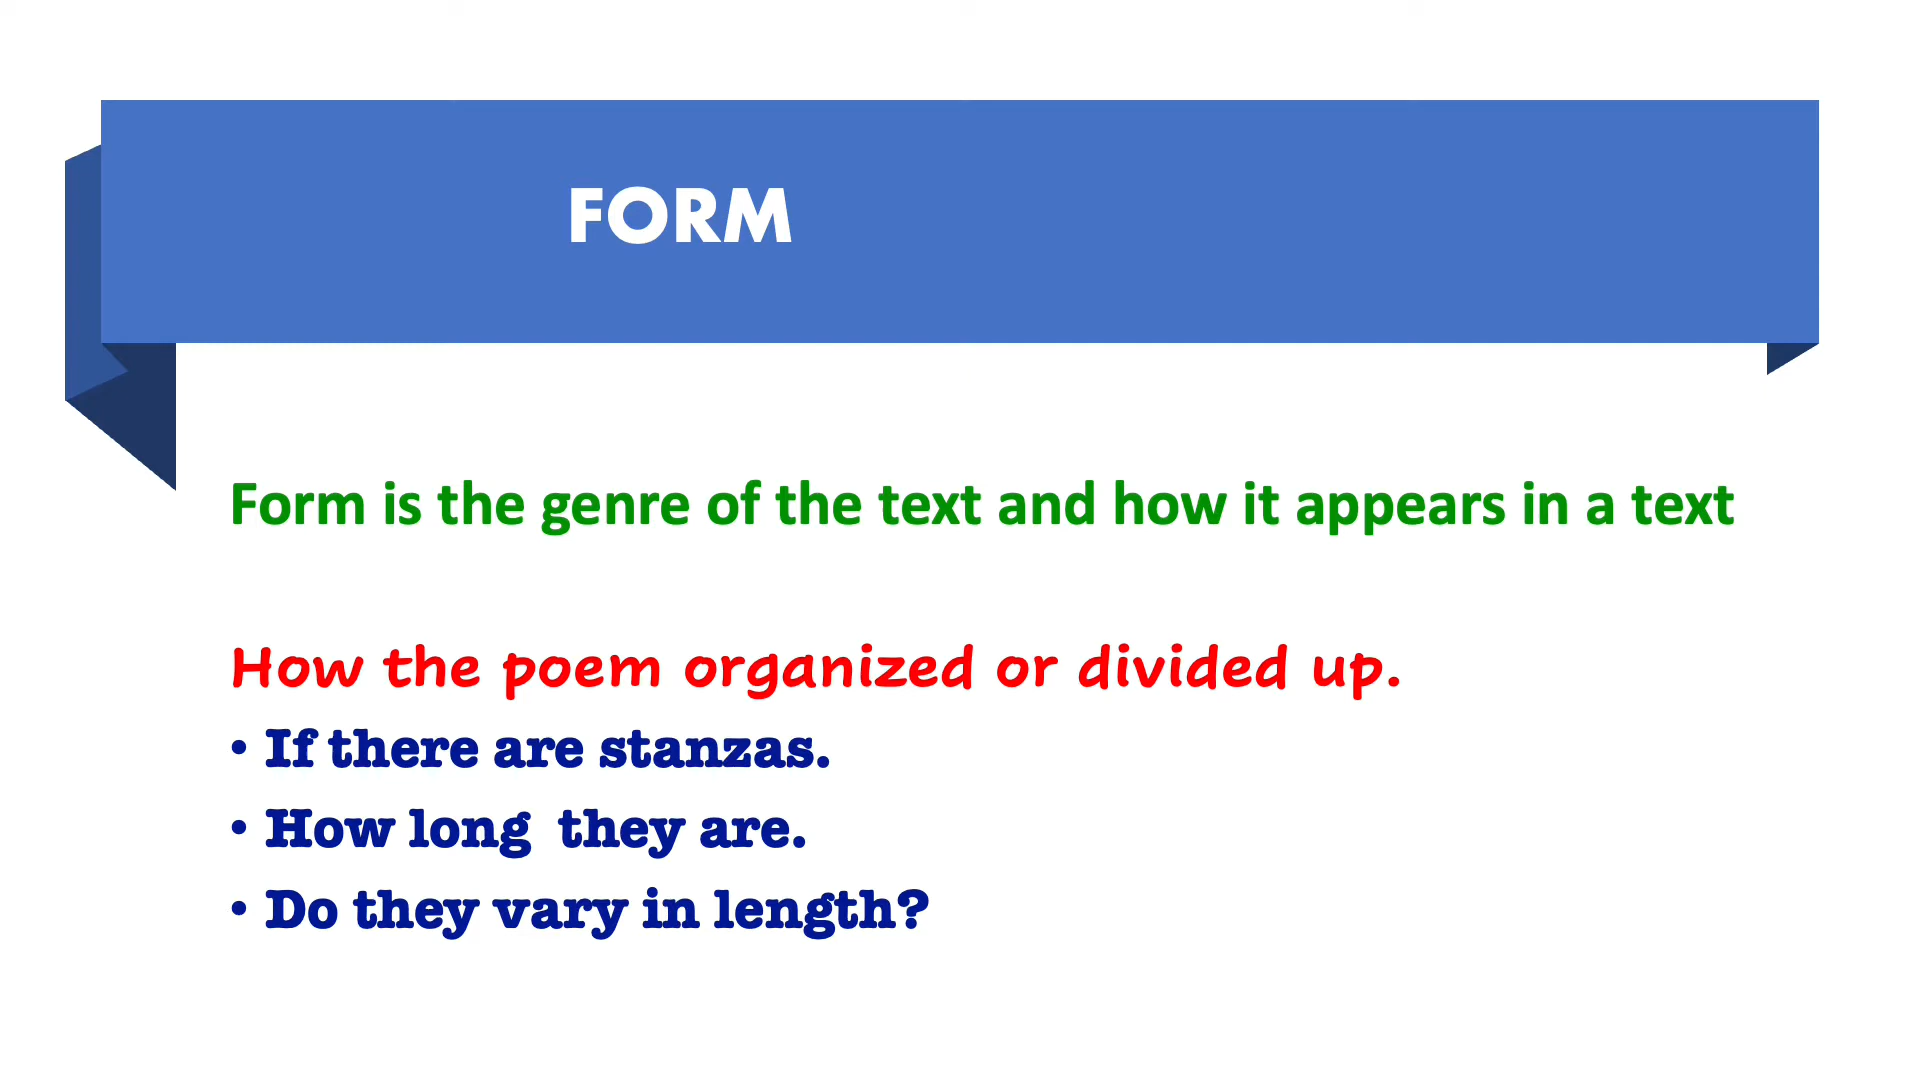 FORM
Form is the genre of the text and how it appears in a text
How the poem organized or divided up.
• If there are stanzas.
• How long  they are.
• Do they vary in length?